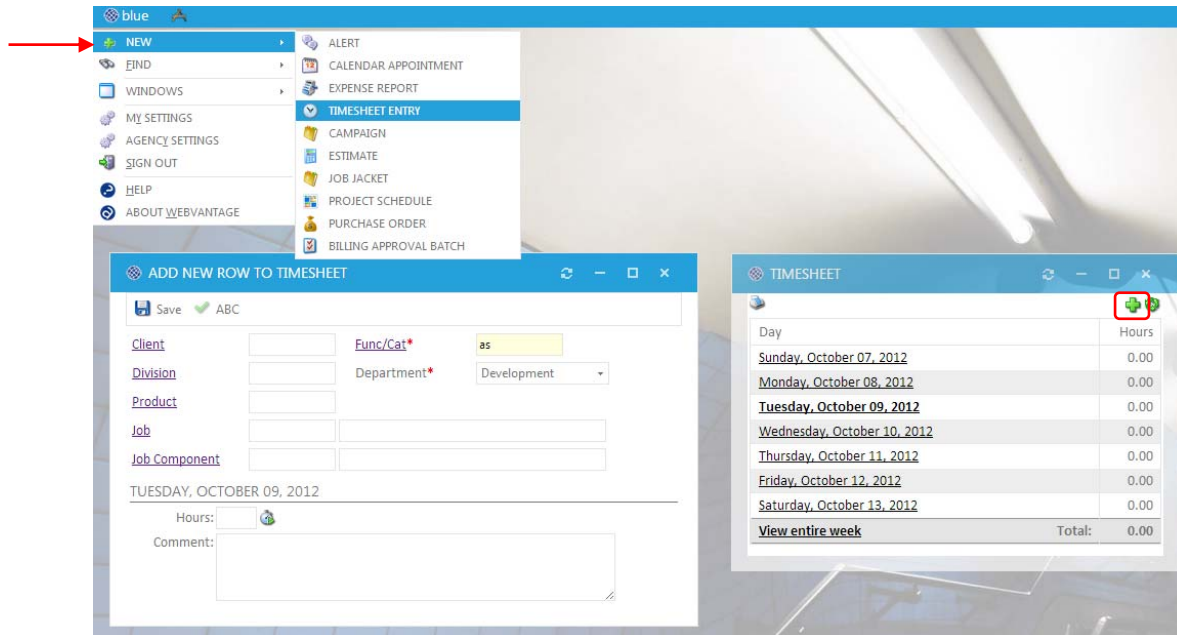 blue
NEW
FIND
WINDOWS
MY SETTINGS
AGENCY SETTINGS
SIGN OUT
HELP
ABOUT WEBVANTAGE
ALERT
12 CALENDAR APPOINTMENT
EXPENSE REPORT
TIMESHEET ENTRY
CAMPAIGN
ESTIMATE
JOB JACKET
PROJECT SCHEDULE
PURCHASE ORDER
BILLING APPROVAL BATCH
ADD NEW ROW TO TIMESHEET
Save ABC
Client Func/Cat* as
Division Department* Development
Product
Job
Job Component
TUESDAY, OCTOBER 09, 2012
Hours:
Comment:
TIMESHEET
Day Hours
Sunday, October 07, 2012 0.00
Monday, October 08, 2012 0.00
Tuesday, October 09, 2012 0.00
Wednesday, October 10, 2012 0.00
Thursday, October 11, 2012 0.00
Friday, October 12, 2012 0.00
Saturday, October 13, 2012 0.00
View entire week Total: 0.00